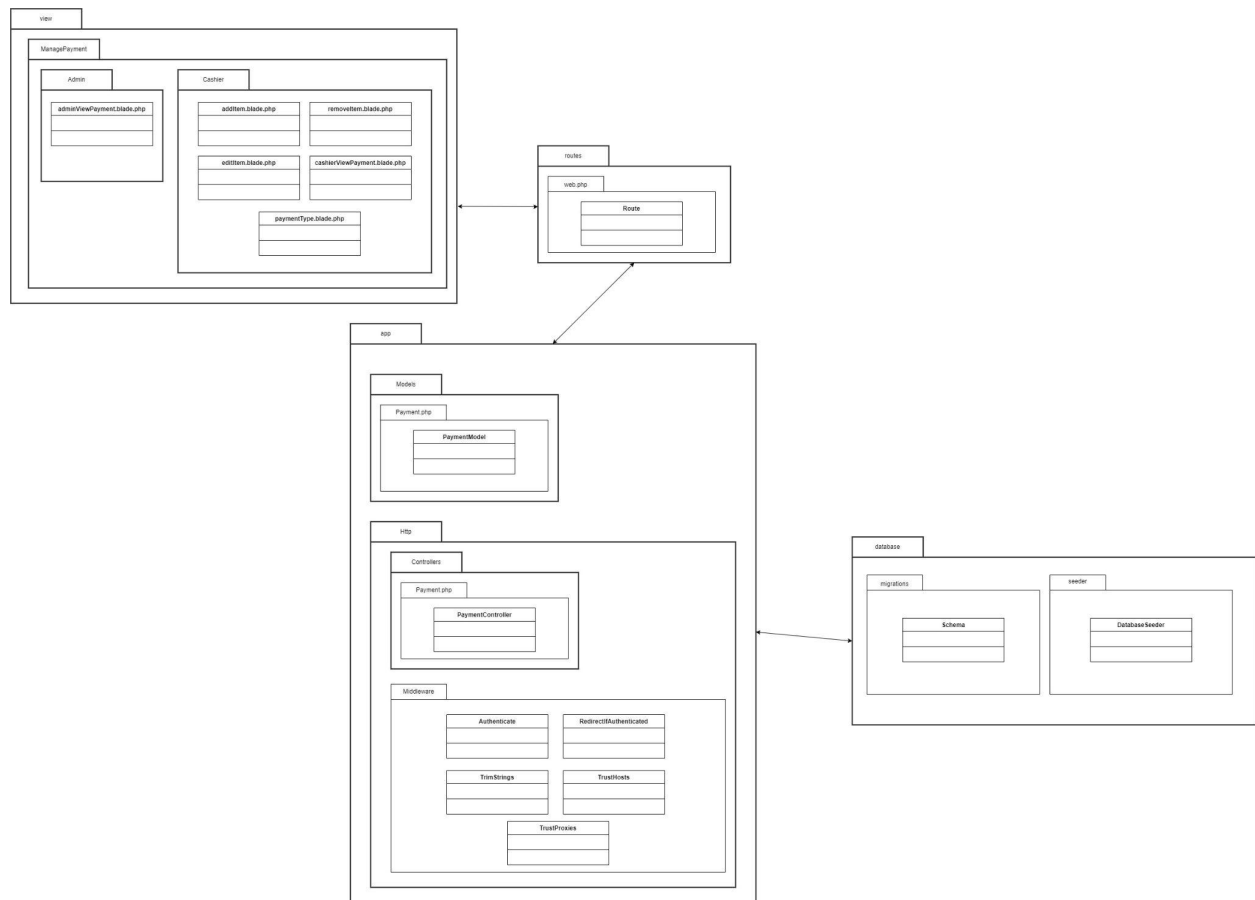 view
ManagePayment
Admin
Cashier
adminViewPayment.blade.php
addItem.blade.php
removeItem.blade.php
editItem.blade.php
cashierViewPayment.blade.php
paymentType.blade.php
routes
web.php
Route
app
Models
Payment.php
PaymentModel
Http
Controllers
Payment.php
PaymentController
Middleware
Authenticate
RedirectIfAuthenticated
TrimStrings
TrustHosts
TrustProxies
database
migrations
seeder
Schema
DatabaseSeeder